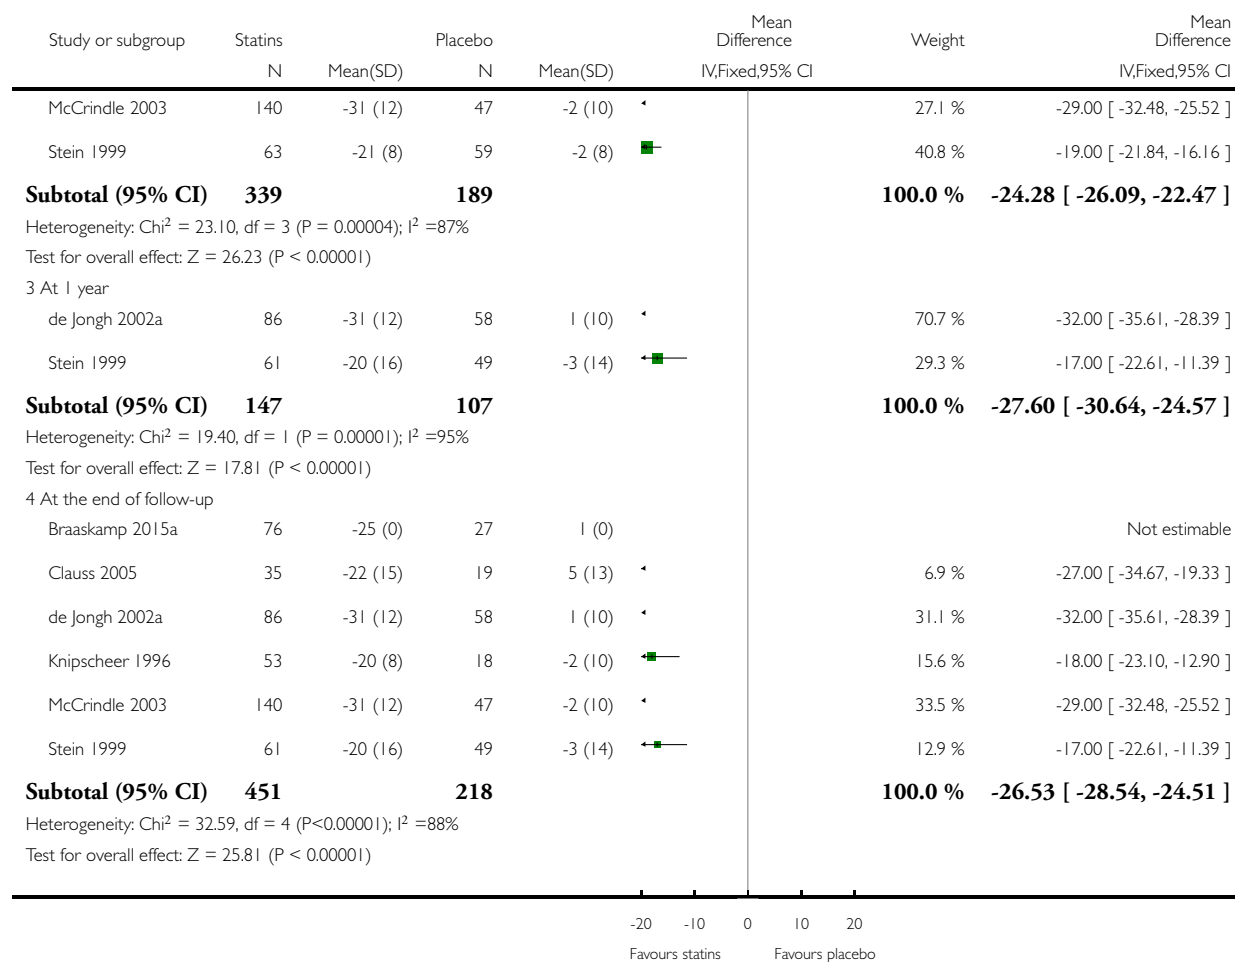 Study or subgroup Statins Placebo Mean Difference Weight Mean Difference
N Mean(SD) N Mean(SD) IV,Fixed,95% CI IV,Fixed,95% CI
McCrindle 2003 140 -31 (12) 47 -2 (10) 27.1 % -29.00 [ -32.48, -25.52 ]
Stein 1999 63 -21 (8) 59 -2 (8) 40.8 % -19.00 [ -21.84, -16.16 ]
Subtotal (95% CI) 339 189 100.0 % -24.28 [ -26.09, -22.47 ]
Heterogeneity: Chi² = 23.10, df = 3 (P = 0.00004); I² =87%
Test for overall effect: Z = 26.23 (P < 0.00001)
3 At 1 year
de Jongh 2002a 86 -31 (12) 58 1 (10) 70.7 % -32.00 [ -35.61, -28.39 ]
Stein 1999 61 -20 (16) 49 -3 (14) 29.3 % -17.00 [ -22.61, -11.39 ]
Subtotal (95% CI) 147 107 100.0 % -27.60 [ -30.64, -24.57 ]
Heterogeneity: Chi² = 19.40, df = 1 (P = 0.00001); I² =95%
Test for overall effect: Z = 17.81 (P < 0.00001)
4 At the end of follow-up
Braaskamp 2015a 76 -25 (0) 27 1 (0) Not estimable
Clauss 2005 35 -22 (15) 19 5 (13) 6.9 % -27.00 [ -34.67, -19.33 ]
de Jongh 2002a 86 -31 (12) 58 1 (10) 31.1 % -32.00 [ -35.61, -28.39 ]
Knipscheer 1996 53 -20 (8) 18 -2 (10) 15.6 % -18.00 [ -23.10, -12.90 ]
McCrindle 2003 140 -31 (12) 47 -2 (10) 33.5 % -29.00 [ -32.48, -25.52 ]
Stein 1999 61 -20 (16) 49 -3 (14) 12.9 % -17.00 [ -22.61, -11.39 ]
Subtotal (95% CI) 451 218 100.0 % -26.53 [ -28.54, -24.51 ]
Heterogeneity: Chi² = 32.59, df = 4 (P<0.00001); I² =88%
Test for overall effect: Z = 25.81 (P < 0.00001)
-20 -10 0 10 20
Favours statins Favours placebo